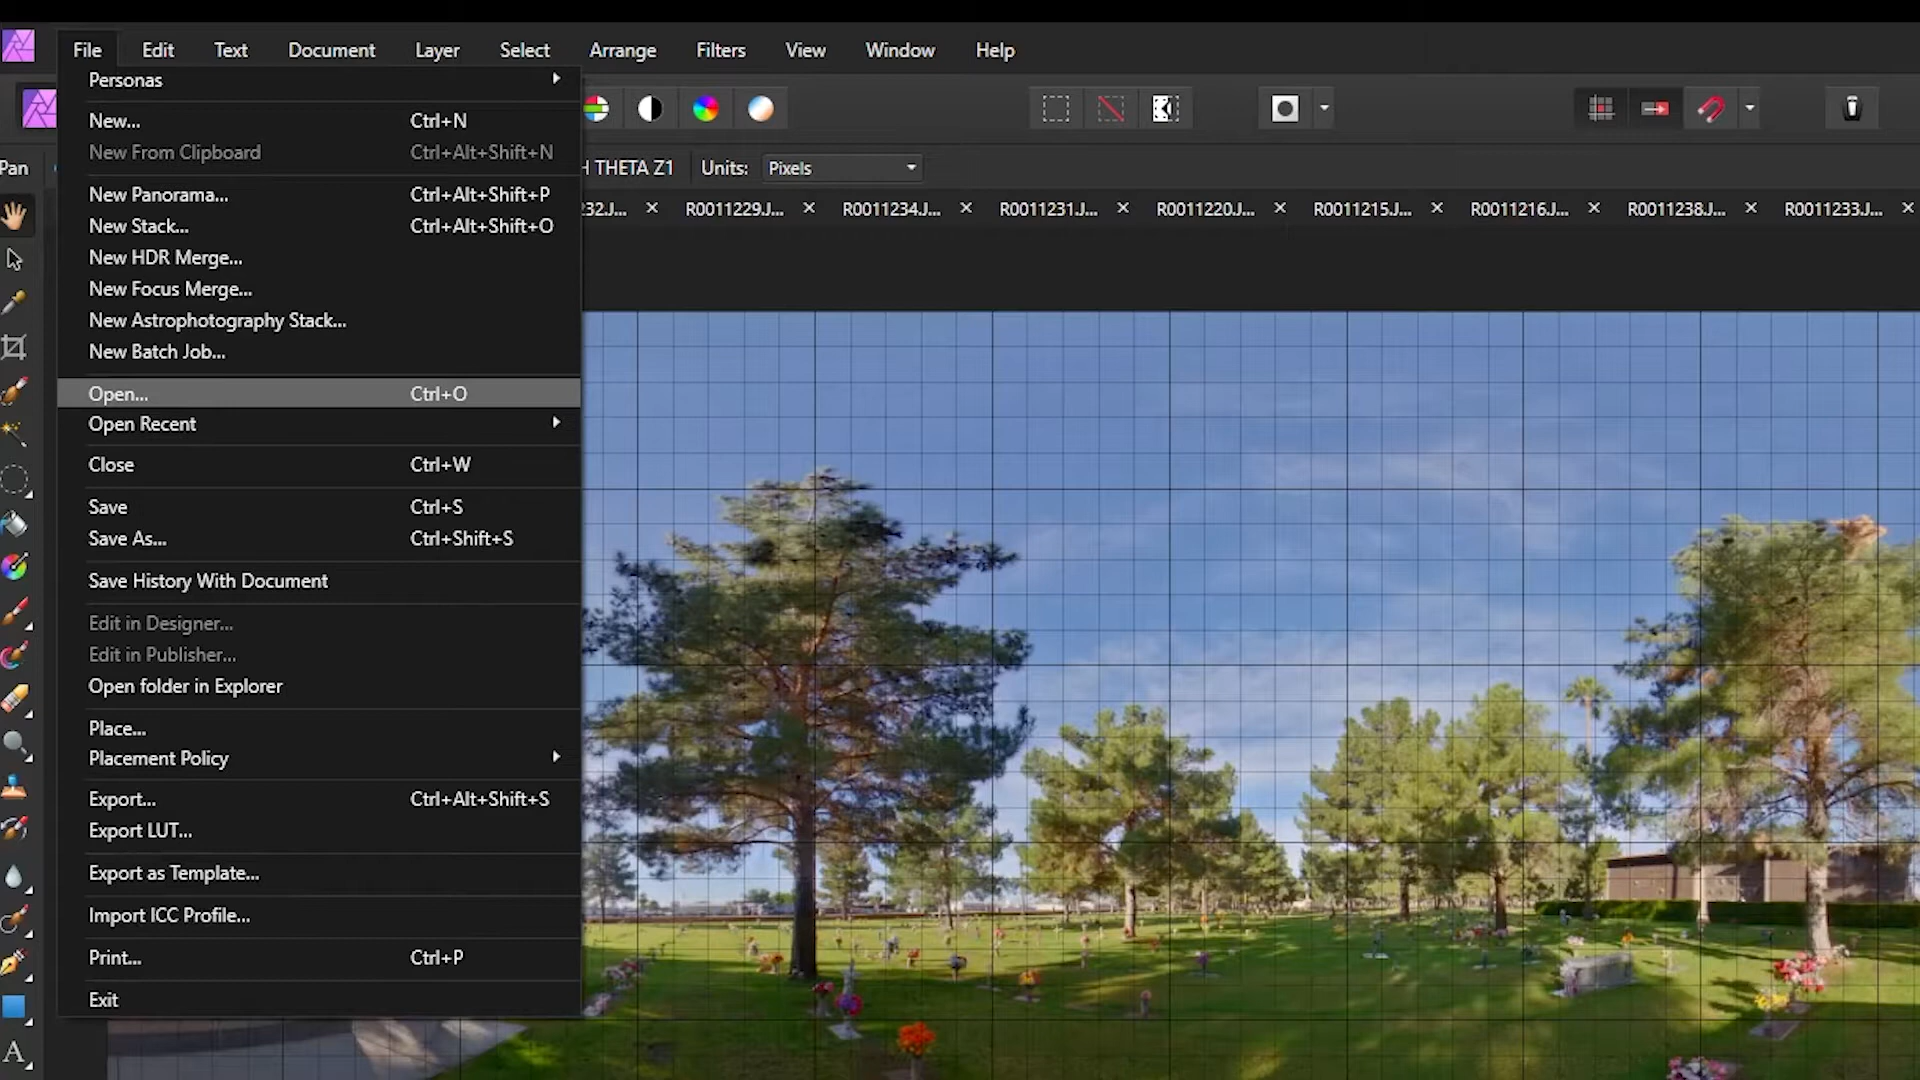 File Edit Text Document Layer Select Arrange Filters View Window Help
Personas
New... Ctrl+N
New From Clipboard Ctrl+Alt+Shift+N
New Panorama... Ctrl+Alt+Shift+P
New Stack... Ctrl+Alt+Shift+O
New HDR Merge...
New Focus Merge...
New Astrophotography Stack...
New Batch Job...
Open... Ctrl+O
Open Recent
Close Ctrl+W
Save Ctrl+S
Save As... Ctrl+Shift+S
Save History With Document
Edit in Designer...
Edit in Publisher...
Open folder in Explorer
Place...
Placement Policy
Export... Ctrl+Alt+Shift+S
Export LUT...
Export as Template...
Import ICC Profile...
Print... Ctrl+P
Exit
Pan
THETA Z1 Units: Pixels
232.J... R0011229.J... R0011234.J... R0011231.J... R0011220.J... R0011215.J... R0011216.J... R0011238.J... R0011233.J...
A